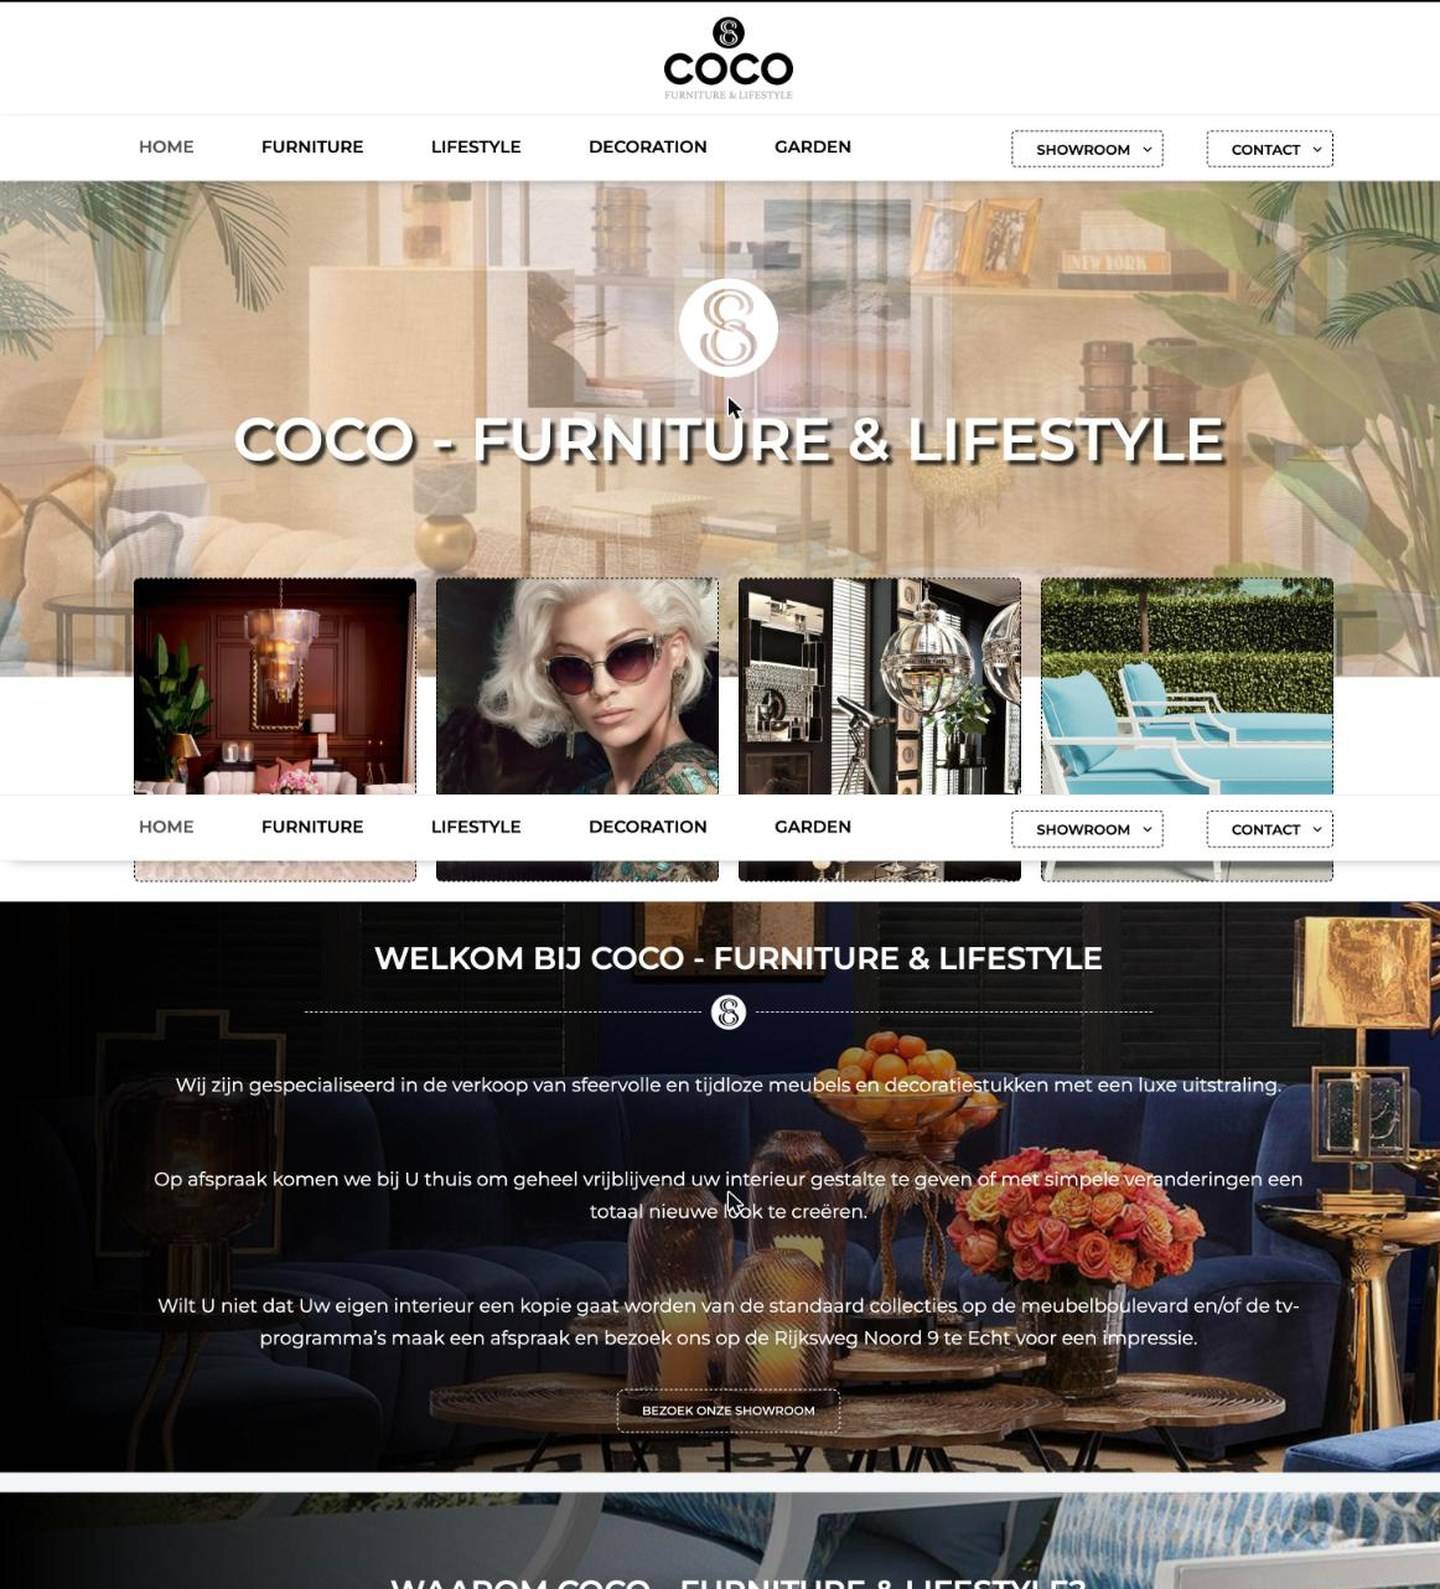 COCO
FURNITURE & LIFESTYLE
HOME FURNITURE LIFESTYLE DECORATION GARDEN SHOWROOM CONTACT
NEW YORK
COCO - FURNITURE & LIFESTYLE
HOME FURNITURE LIFESTYLE DECORATION GARDEN SHOWROOM CONTACT
WELKOM BIJ COCO - FURNITURE & LIFESTYLE
Wij zijn gespecialiseerd in de verkoop van sfeervolle en tijdloze meubels en decoratiestukken met een luxe uitstraling.
Op afspraak komen we bij U thuis om geheel vrijblijvend uw interieur gestalte te geven of met simpele veranderingen een
totaal nieuwe look te creëren.
Wilt U niet dat Uw eigen interieur een kopie gaat worden van de standaard collecties op de meubelboulevard en/of de tv-
programma’s maak een afspraak en bezoek ons op de Rijksweg Noord 9 te Echt voor een impressie.
BEZOEK ONZE SHOWROOM
WAAROM COCO - FURNITURE & LIFESTYLE?